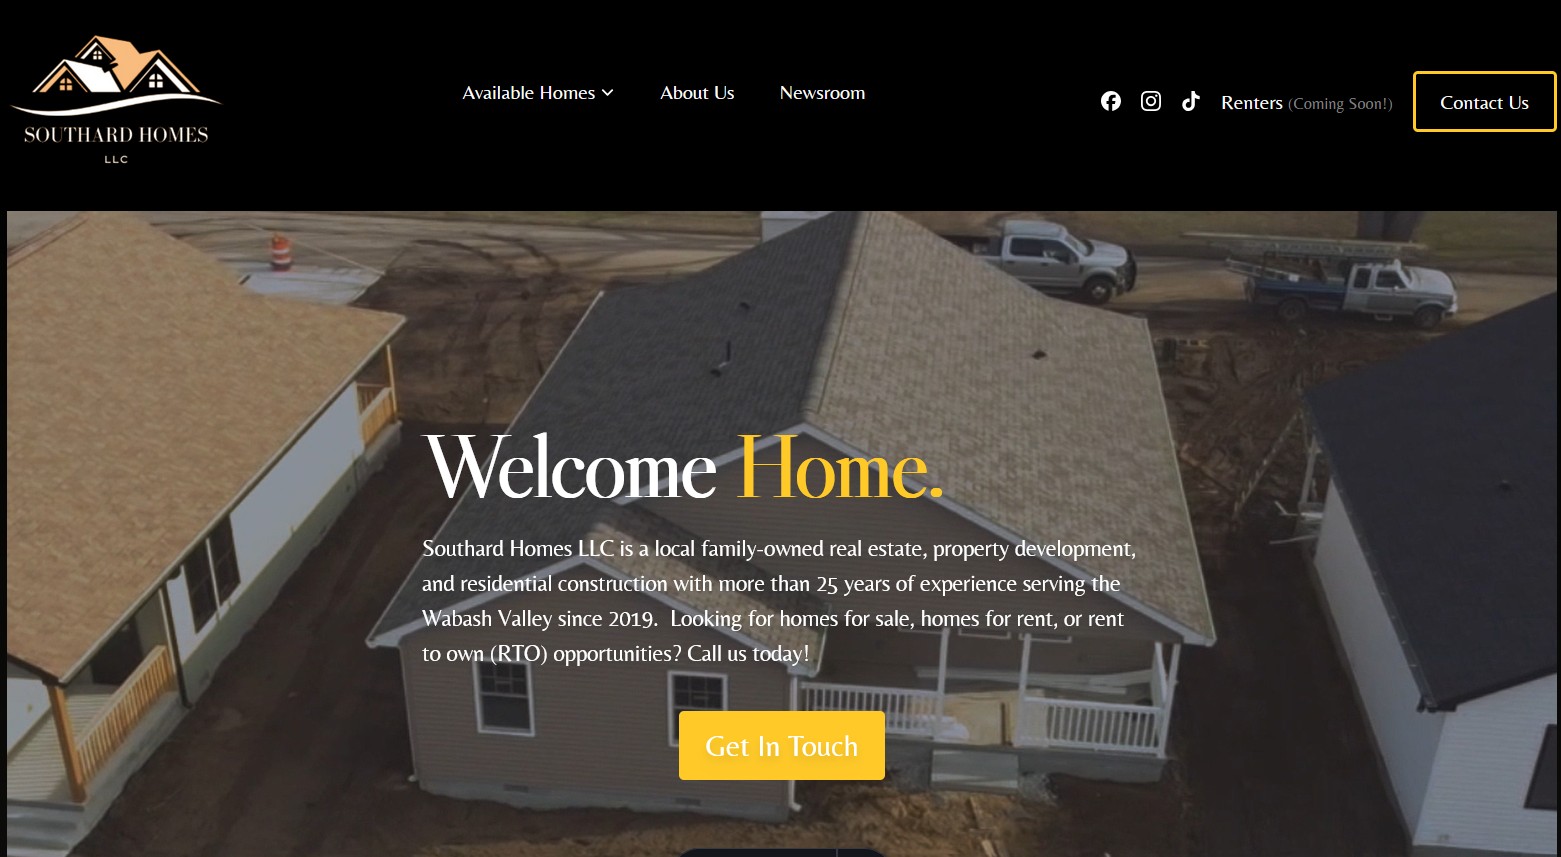 SOUTHARD HOMES
LLC
Available Homes
About Us
Newsroom
Renters (Coming Soon!)
Contact Us
Welcome Home.
Southard Homes LLC is a local family-owned real estate, property development,
and residential construction with more than 25 years of experience serving the
Wabash Valley since 2019.  Looking for homes for sale, homes for rent, or rent
to own (RTO) opportunities? Call us today!
Get In Touch